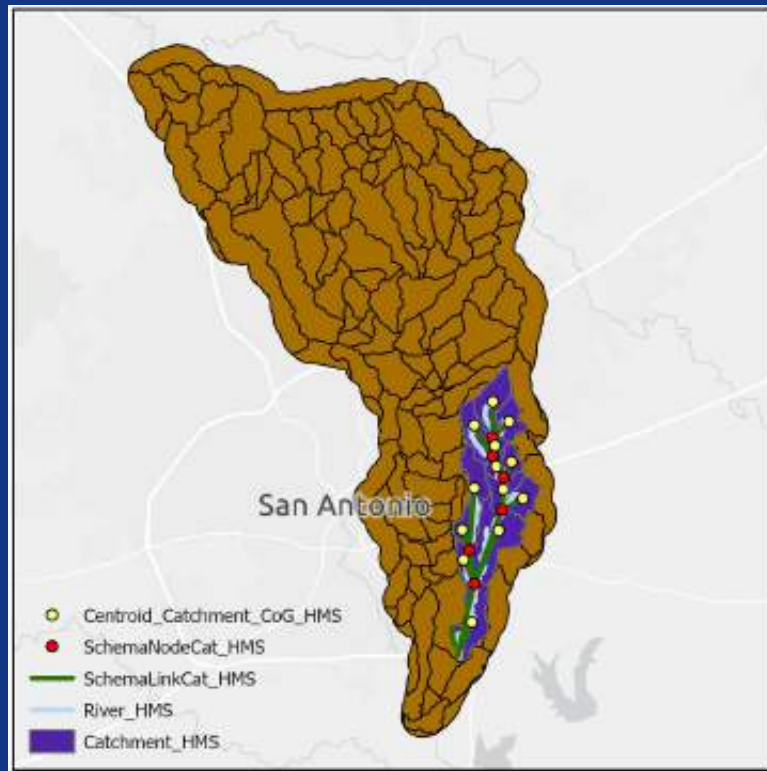 San Antonio
Centroid_Catchment_CoG_HMS
SchemaNodeCat_HMS
SchemaLinkCat_HMS
River_HMS
Catchment_HMS